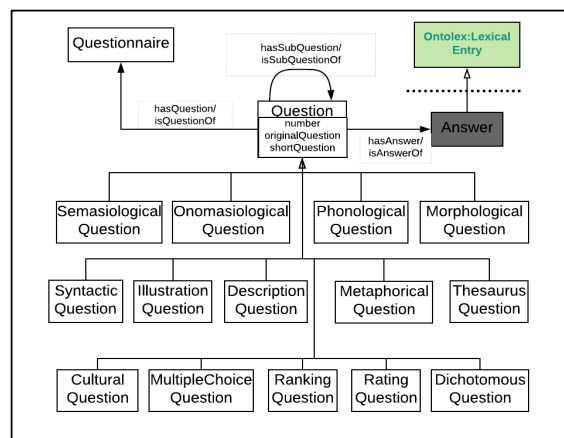 Questionnaire
hasSubQuestion/
isSubQuestionOf
Ontolex:Lexical
Entry
hasQuestion/
isQuestionOf
Question
number
originalQuestion
shortQuestion
hasAnswer/
isAnswerOf
Answer
Semasiological
Question
Onomasiological
Question
Phonological
Question
Morphological
Question
Syntactic
Question
Illustration
Question
Description
Question
Metaphorical
Question
Thesaurus
Question
Cultural
Question
MultipleChoice
Question
Ranking
Question
Rating
Question
Dichotomous
Question